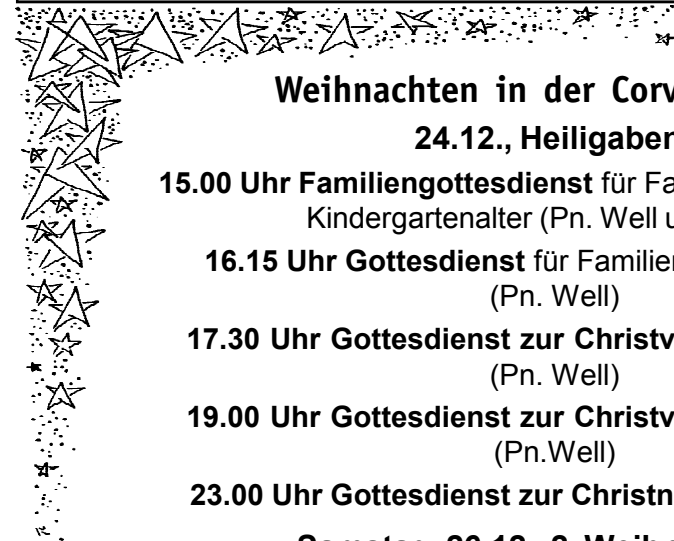 Weihnachten in der Corv
24.12., Heiligaben
15.00 Uhr Familiengottesdienst für Fa
Kindergartenalter (Pn. Well u
16.15 Uhr Gottesdienst für Familien
(Pn. Well)
17.30 Uhr Gottesdienst zur Christv
(Pn. Well)
19.00 Uhr Gottesdienst zur Christv
(Pn.Well)
23.00 Uhr Gottesdienst zur Christn
Samstag